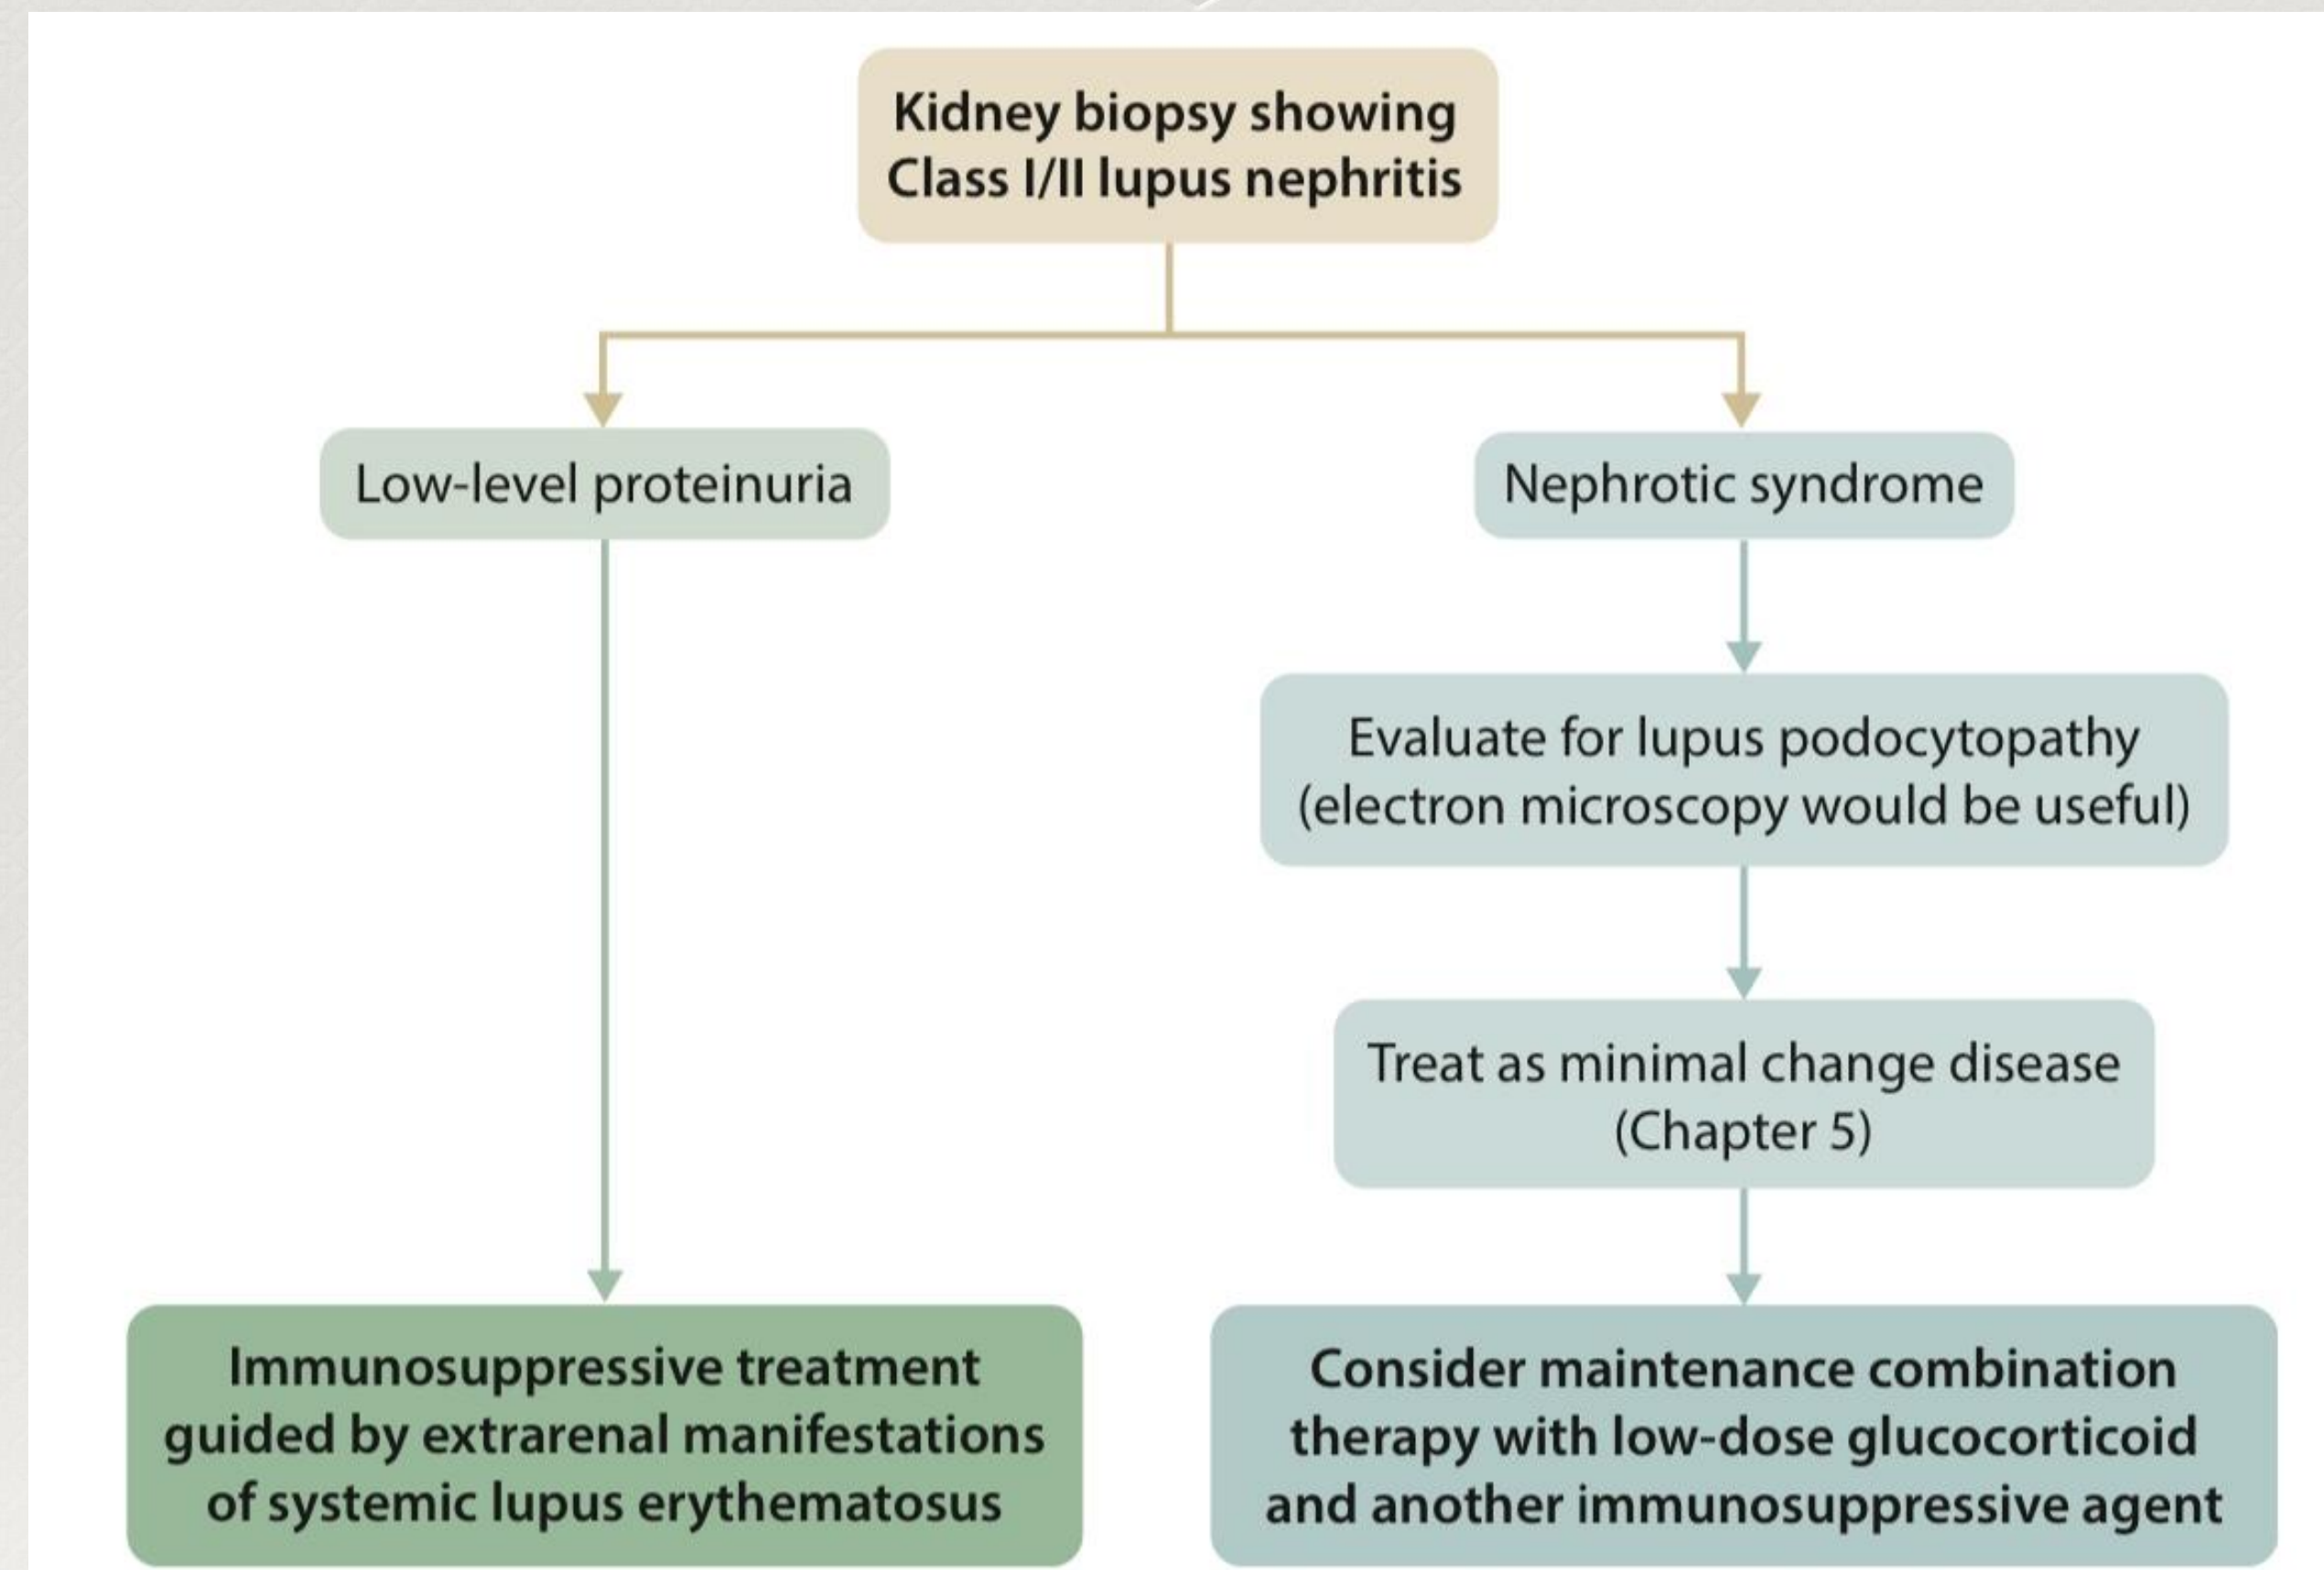 Kidney biopsy showing
Class I/II lupus nephritis
Low-level proteinuria
Nephrotic syndrome
Evaluate for lupus podocytopathy
(electron microscopy would be useful)
Treat as minimal change disease
(Chapter 5)
Immunosuppressive treatment
guided by extrarenal manifestations
of systemic lupus erythematosus
Consider maintenance combination
therapy with low-dose glucocorticoid
and another immunosuppressive agent